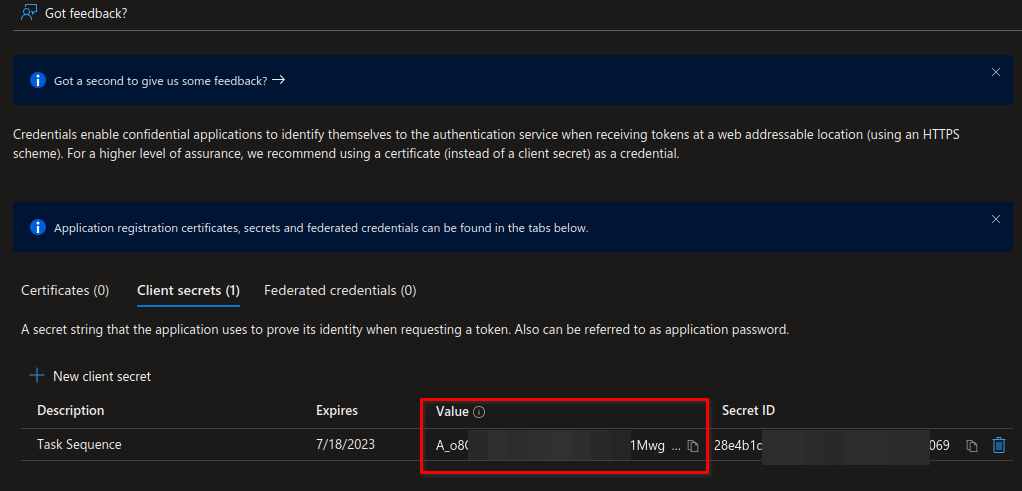 Got feedback?
Got a second to give us some feedback?
Credentials enable confidential applications to identify themselves to the authentication service when receiving tokens at a web addressable location (using an HTTPS
scheme). For a higher level of assurance, we recommend using a certificate (instead of a client secret) as a credential.
Application registration certificates, secrets and federated credentials can be found in the tabs below.
Certificates (0) Client secrets (1) Federated credentials (0)
A secret string that the application uses to prove its identity when requesting a token. Also can be referred to as application password.
New client secret
Description Expires Value Secret ID
Task Sequence 7/18/2023 1Mwg ... 069